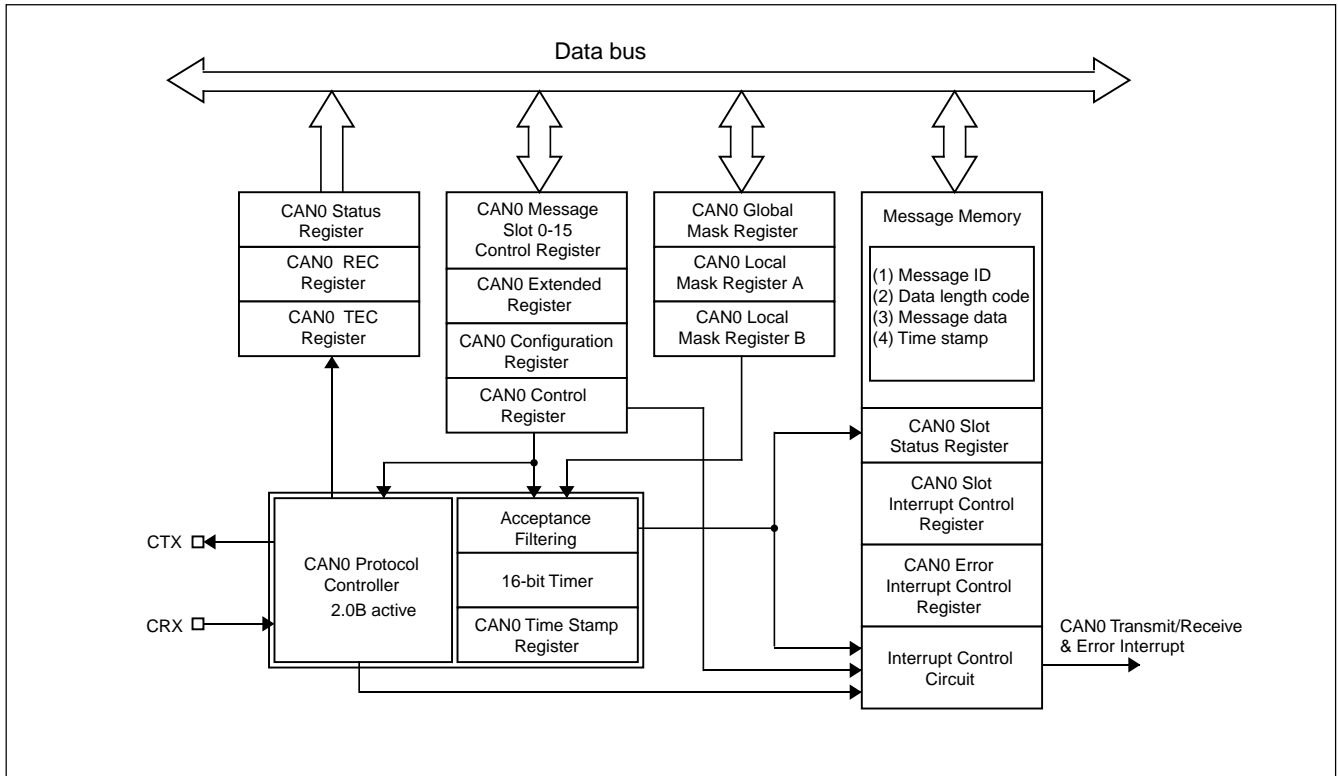 Data bus
CAN0 Status
Register
CAN0 REC
Register
CAN0 TEC
Register
CAN0 Message
Slot 0-15
Control Register
CAN0 Extended
Register
CAN0 Configuration
Register
CAN0 Control
Register
CAN0 Global
Mask Register
CAN0 Local
Mask Register A
CAN0 Local
Mask Register B
Message Memory
(1) Message ID
(2) Data length code
(3) Message data
(4) Time stamp
CAN0 Slot
Status Register
CAN0 Slot
Interrupt Control
Register
CAN0 Error
Interrupt Control
Register
Interrupt Control
Circuit
CTX
CRX
CAN0 Protocol
Controller
2.0B active
Acceptance
Filtering
16-bit Timer
CAN0 Time Stamp
Register
CAN0 Transmit/Receive
& Error Interrupt